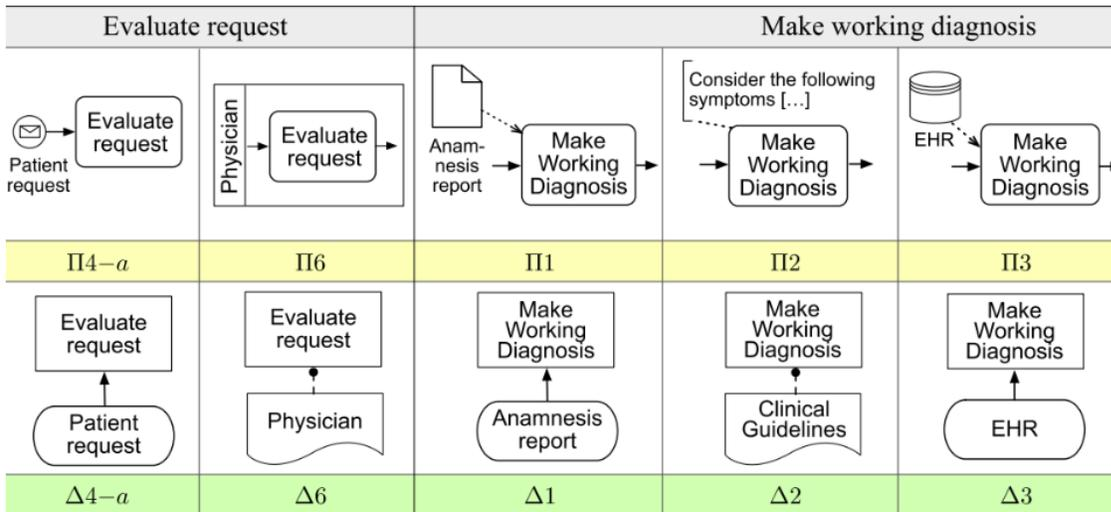 Evaluate request
Make working diagnosis
Patient
request
Evaluate
request
Physician
Evaluate
request
Anam-
nesis
report
Make
Working
Diagnosis
Consider the following
symptoms [...]
Make
Working
Diagnosis
EHR
Make
Working
Diagnosis
Π4−a
Π6
Π1
Π2
Π3
Evaluate
request
Patient
request
Evaluate
request
Physician
Make
Working
Diagnosis
Anamnesis
report
Make
Working
Diagnosis
Clinical
Guidelines
Make
Working
Diagnosis
EHR
Δ4−a
Δ6
Δ1
Δ2
Δ3